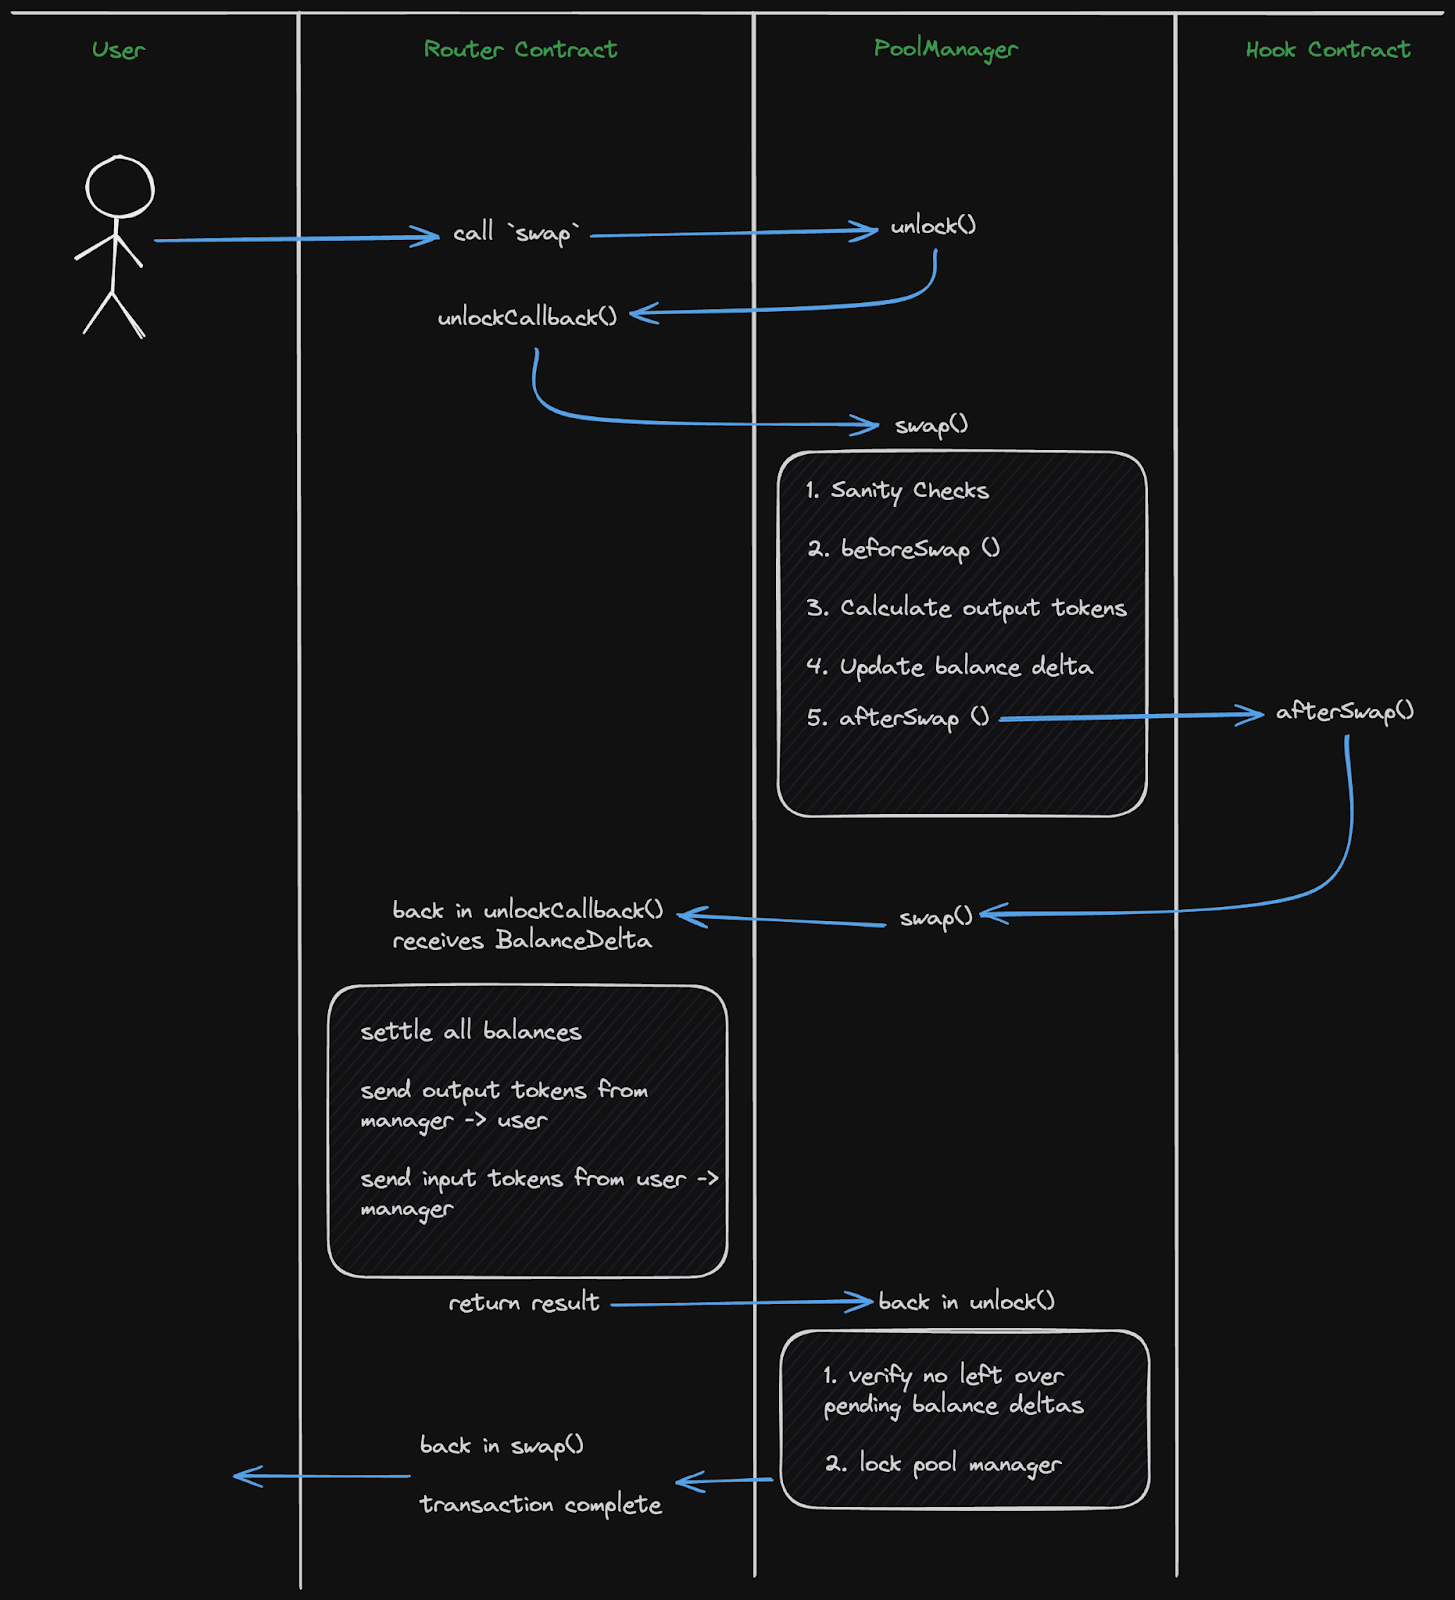 User
Router Contract
PoolManager
Hook Contract
call `swap`
unlock()
unlockCallback()
swap()
1. Sanity Checks
2. beforeSwap ()
3. Calculate output tokens
4. Update balance delta
5. afterSwap ()
afterSwap()
back in unlockCallback()
receives BalanceDelta
swap()
settle all balances
send output tokens from
manager -> user
send input tokens from user ->
manager
return result
back in unlock()
1. verify no left over
pending balance deltas
2. lock pool manager
back in swap()
transaction complete